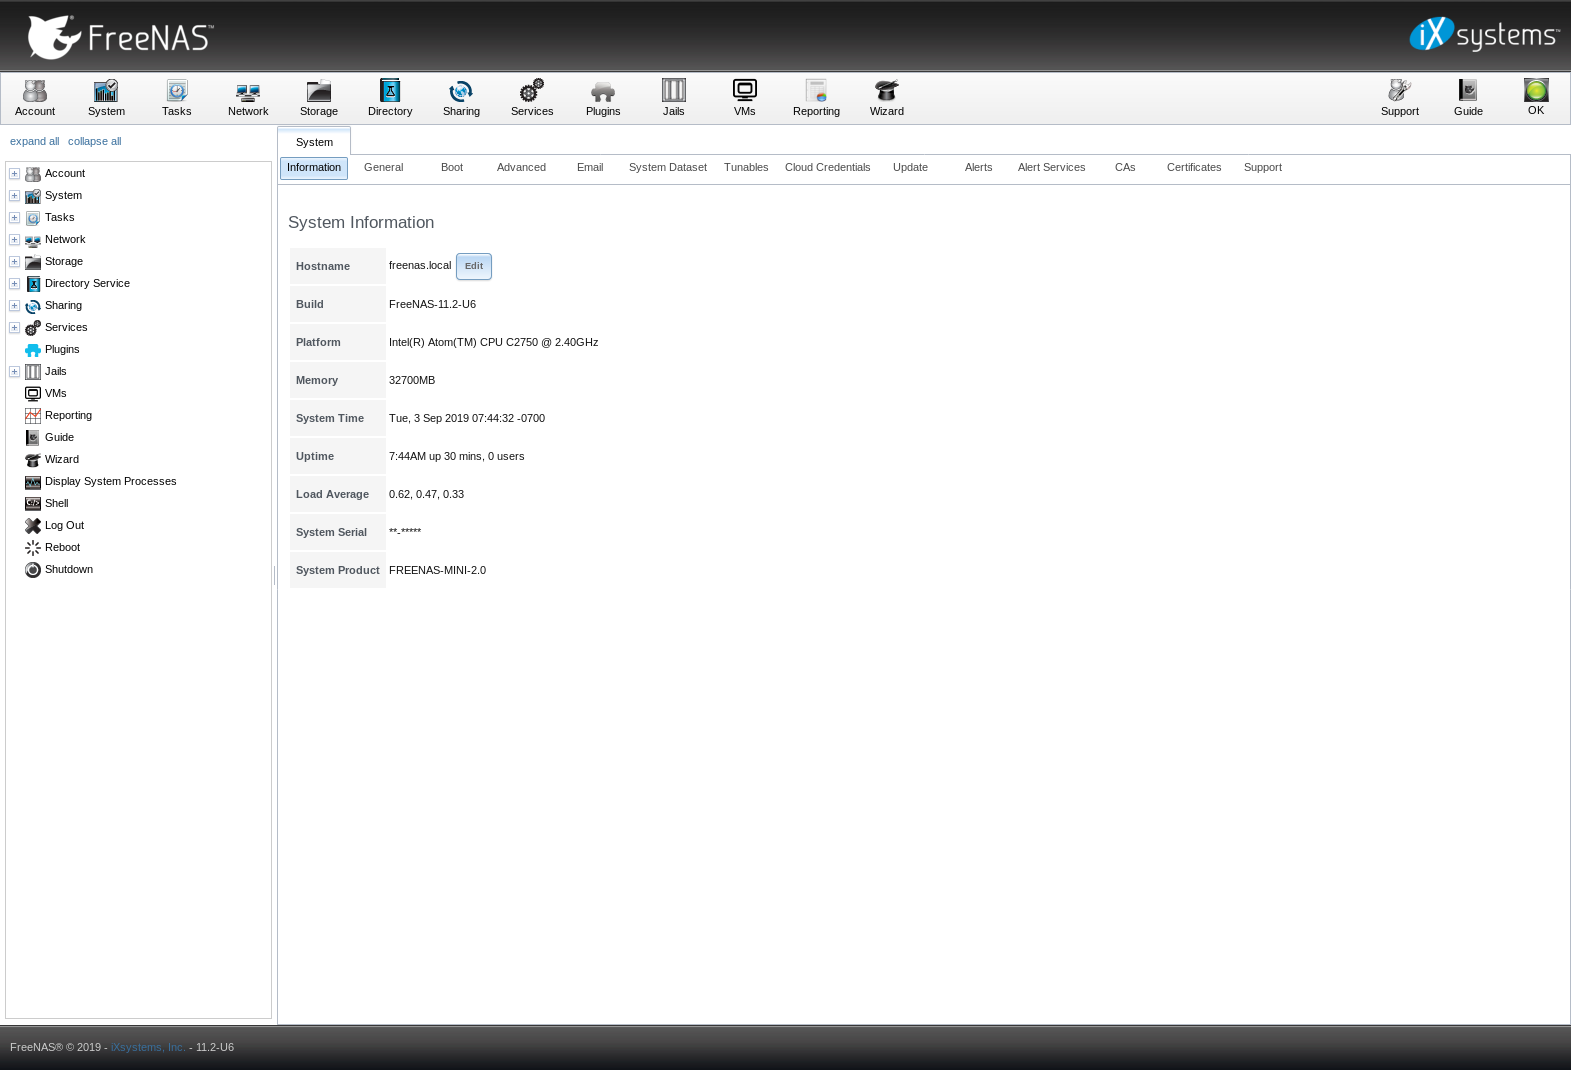 FreeNAS™
iXsystems™
Account System Tasks Network Storage Directory Sharing Services Plugins Jails VMs Reporting Wizard Support Guide OK
expand all collapse all
System
Information General Boot Advanced Email System Dataset Tunables Cloud Credentials Update Alerts Alert Services CAs Certificates Support
Account
System
Tasks
Network
Storage
Directory Service
Sharing
Services
Plugins
Jails
VMs
Reporting
Guide
Wizard
Display System Processes
Shell
Log Out
Reboot
Shutdown
System Information
Hostname freenas.local Edit
Build FreeNAS-11.2-U6
Platform Intel(R) Atom(TM) CPU C2750 @ 2.40GHz
Memory 32700MB
System Time Tue, 3 Sep 2019 07:44:32 -0700
Uptime 7:44AM up 30 mins, 0 users
Load Average 0.62, 0.47, 0.33
System Serial **-*****
System Product FREENAS-MINI-2.0
FreeNAS® © 2019 - iXsystems, Inc. - 11.2-U6